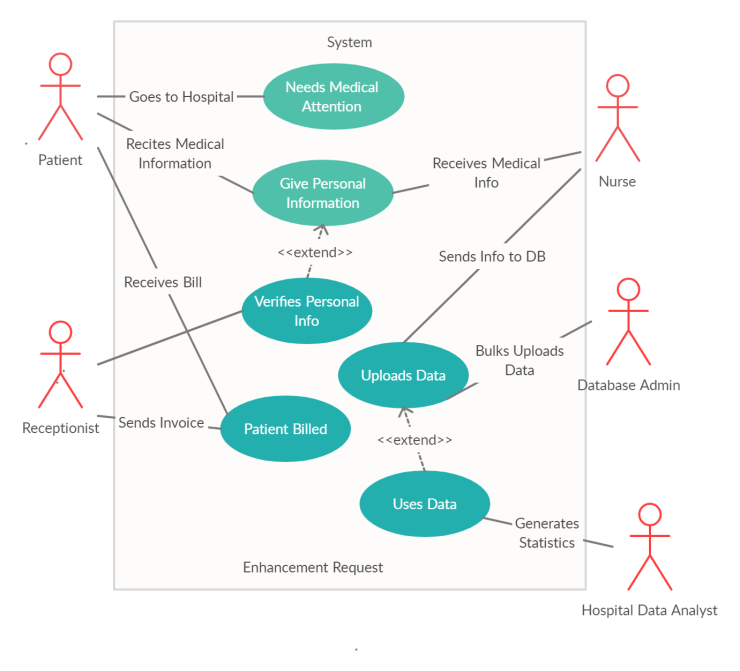 System
Needs Medical
Attention
Goes to Hospital
Patient
Recites Medical
Information
Give Personal
Information
Receives Medical
Info
Nurse
<<extend>>
Sends Info to DB
Receives Bill
Verifies Personal
Info
Bulks Uploads
Data
Uploads Data
Database Admin
Receptionist
Sends Invoice
Patient Billed
<<extend>>
Uses Data
Generates
Statistics
Enhancement Request
Hospital Data Analyst